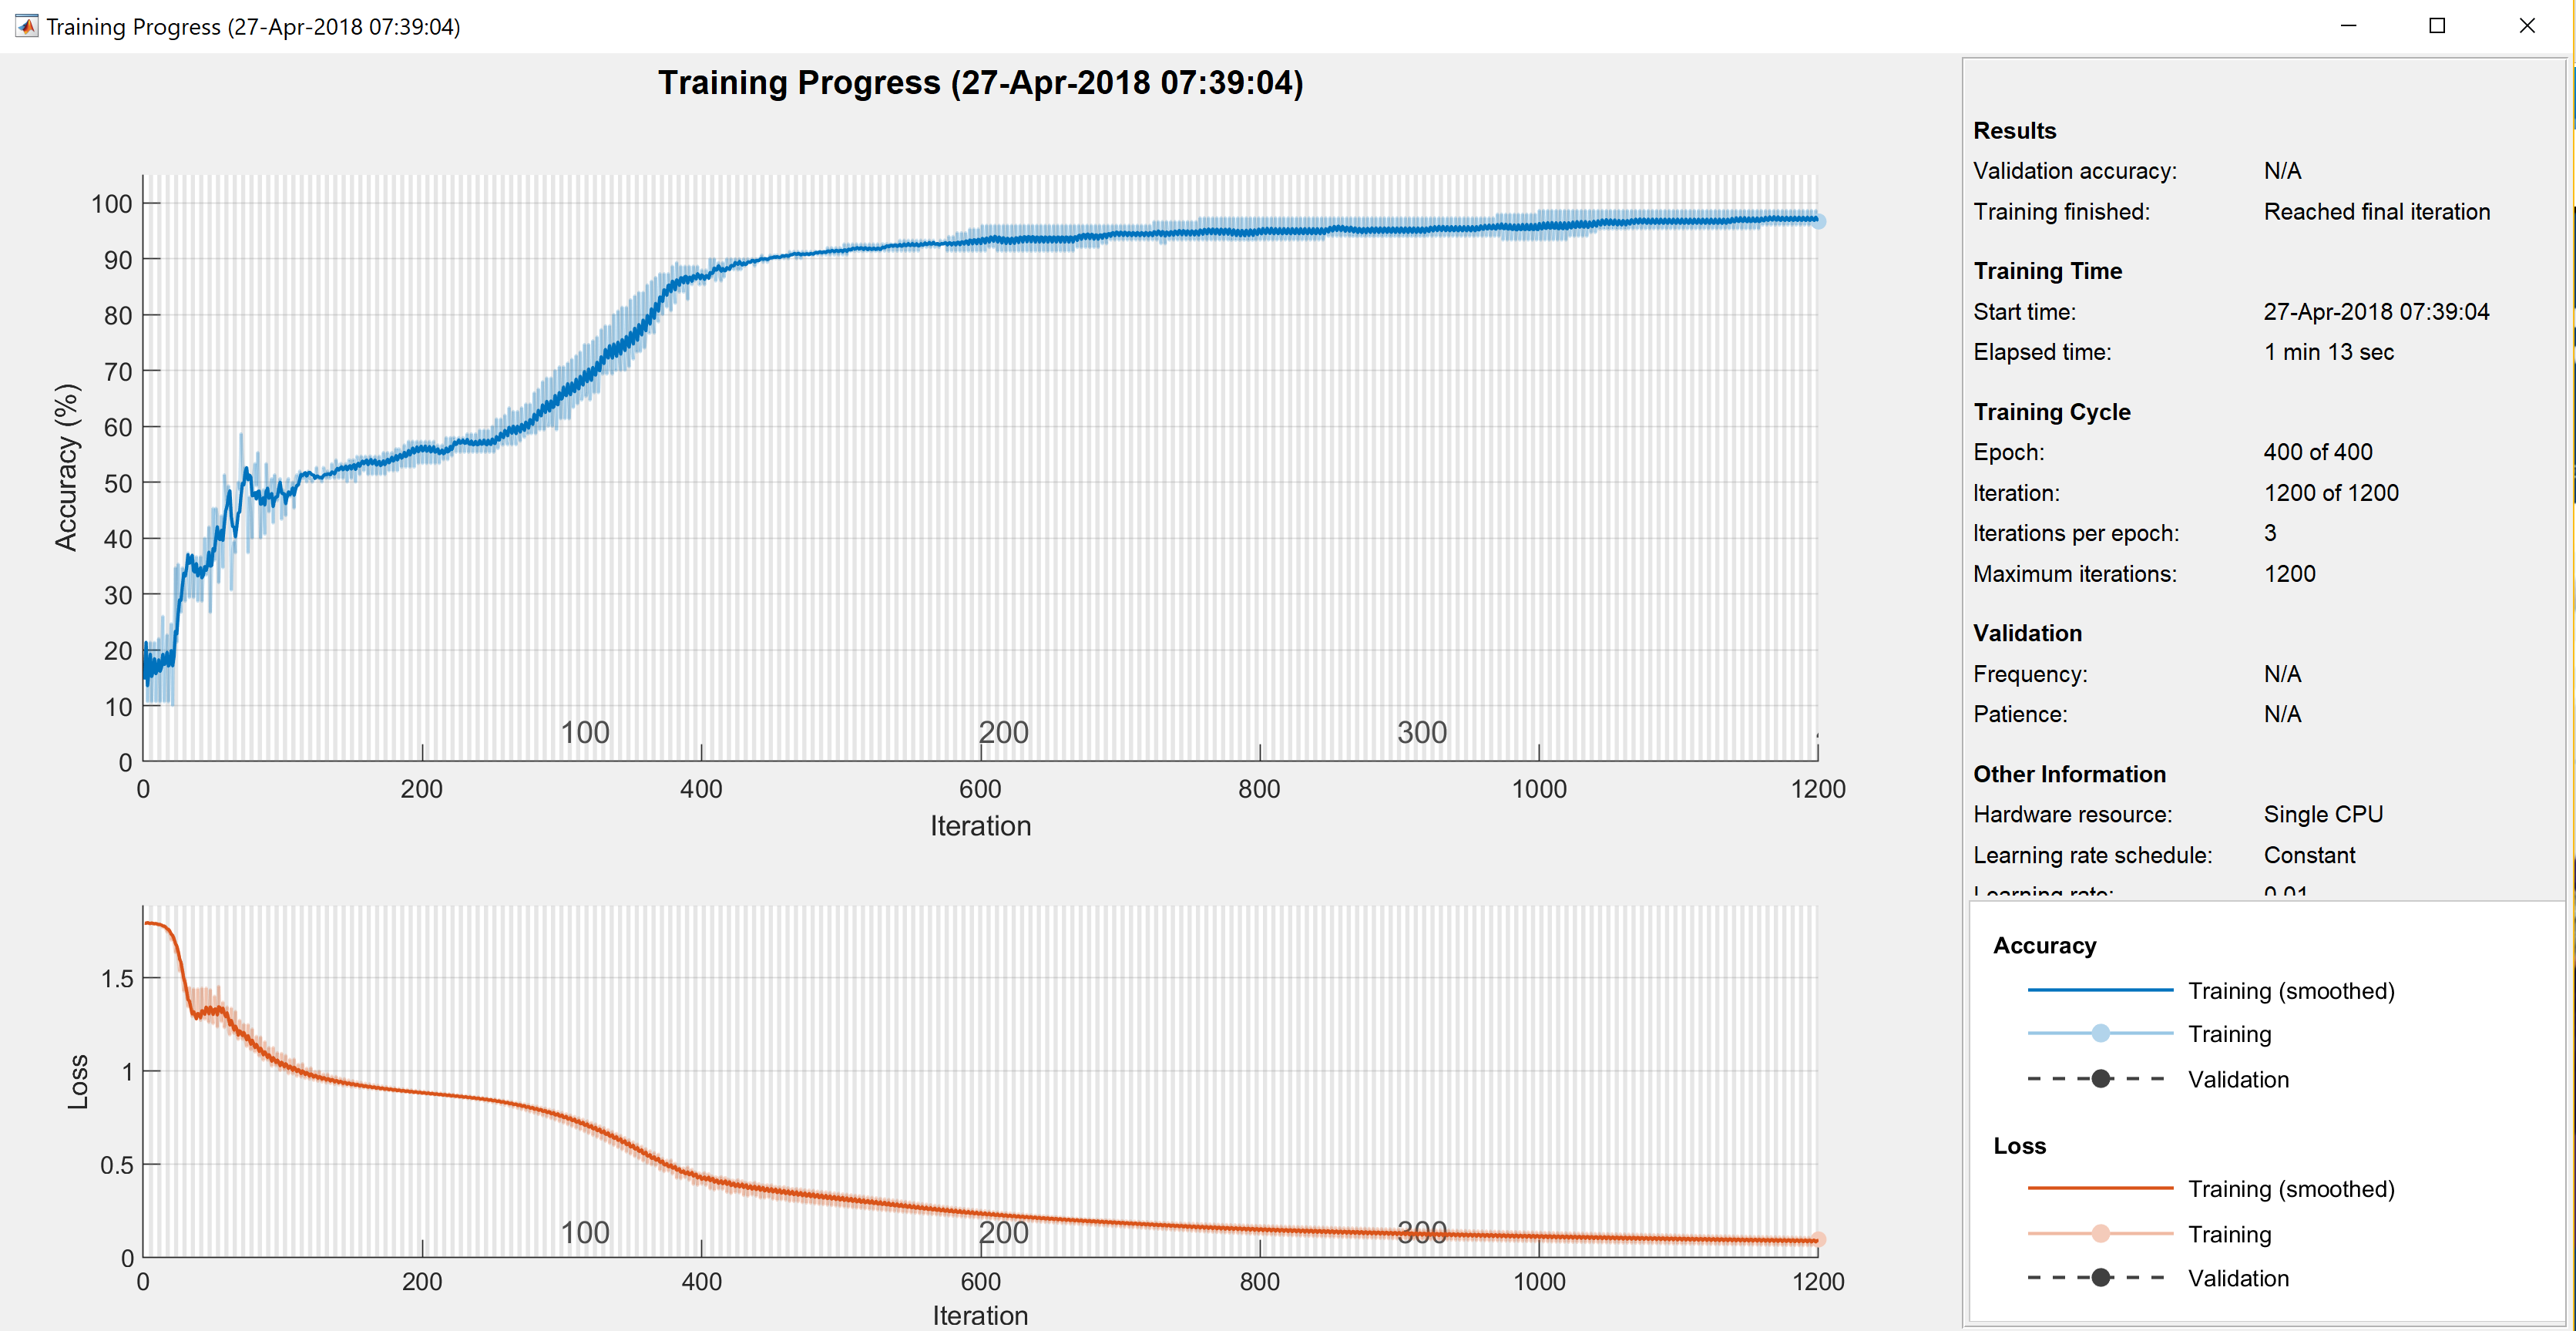 Training Progress (27-Apr-2018 07:39:04)
Training Progress (27-Apr-2018 07:39:04)
Accuracy (%)
100
90
80
70
60
50
40
30
20
10
0
100 200 300
0 200 400 600 800 1000 1200
Iteration
Loss
1.5
1
0.5
0
100 200 300
0 200 400 600 800 1000 1200
Iteration
Results
Validation accuracy: N/A
Training finished: Reached final iteration
Training Time
Start time: 27-Apr-2018 07:39:04
Elapsed time: 1 min 13 sec
Training Cycle
Epoch: 400 of 400
Iteration: 1200 of 1200
Iterations per epoch: 3
Maximum iterations: 1200
Validation
Frequency: N/A
Patience: N/A
Other Information
Hardware resource: Single CPU
Learning rate schedule: Constant
Learning rate: 0.01
Accuracy
Training (smoothed)
Training
Validation
Loss
Training (smoothed)
Training
Validation